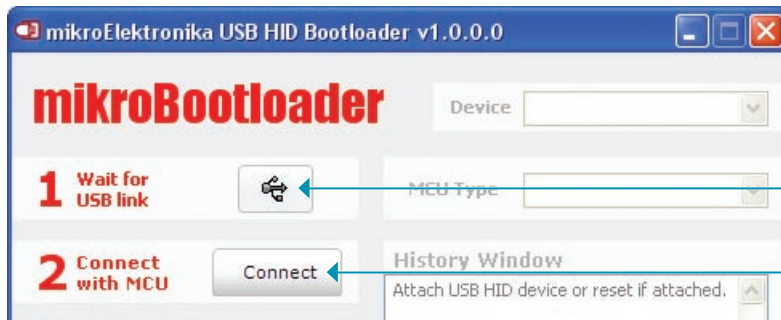 mikroElektronika USB HID Bootloader v1.0.0.0
mikroBootloader
Device
1 Wait for
USB link
MCU Type
2 Connect
with MCU
Connect
History Window
Attach USB HID device or reset if attached.